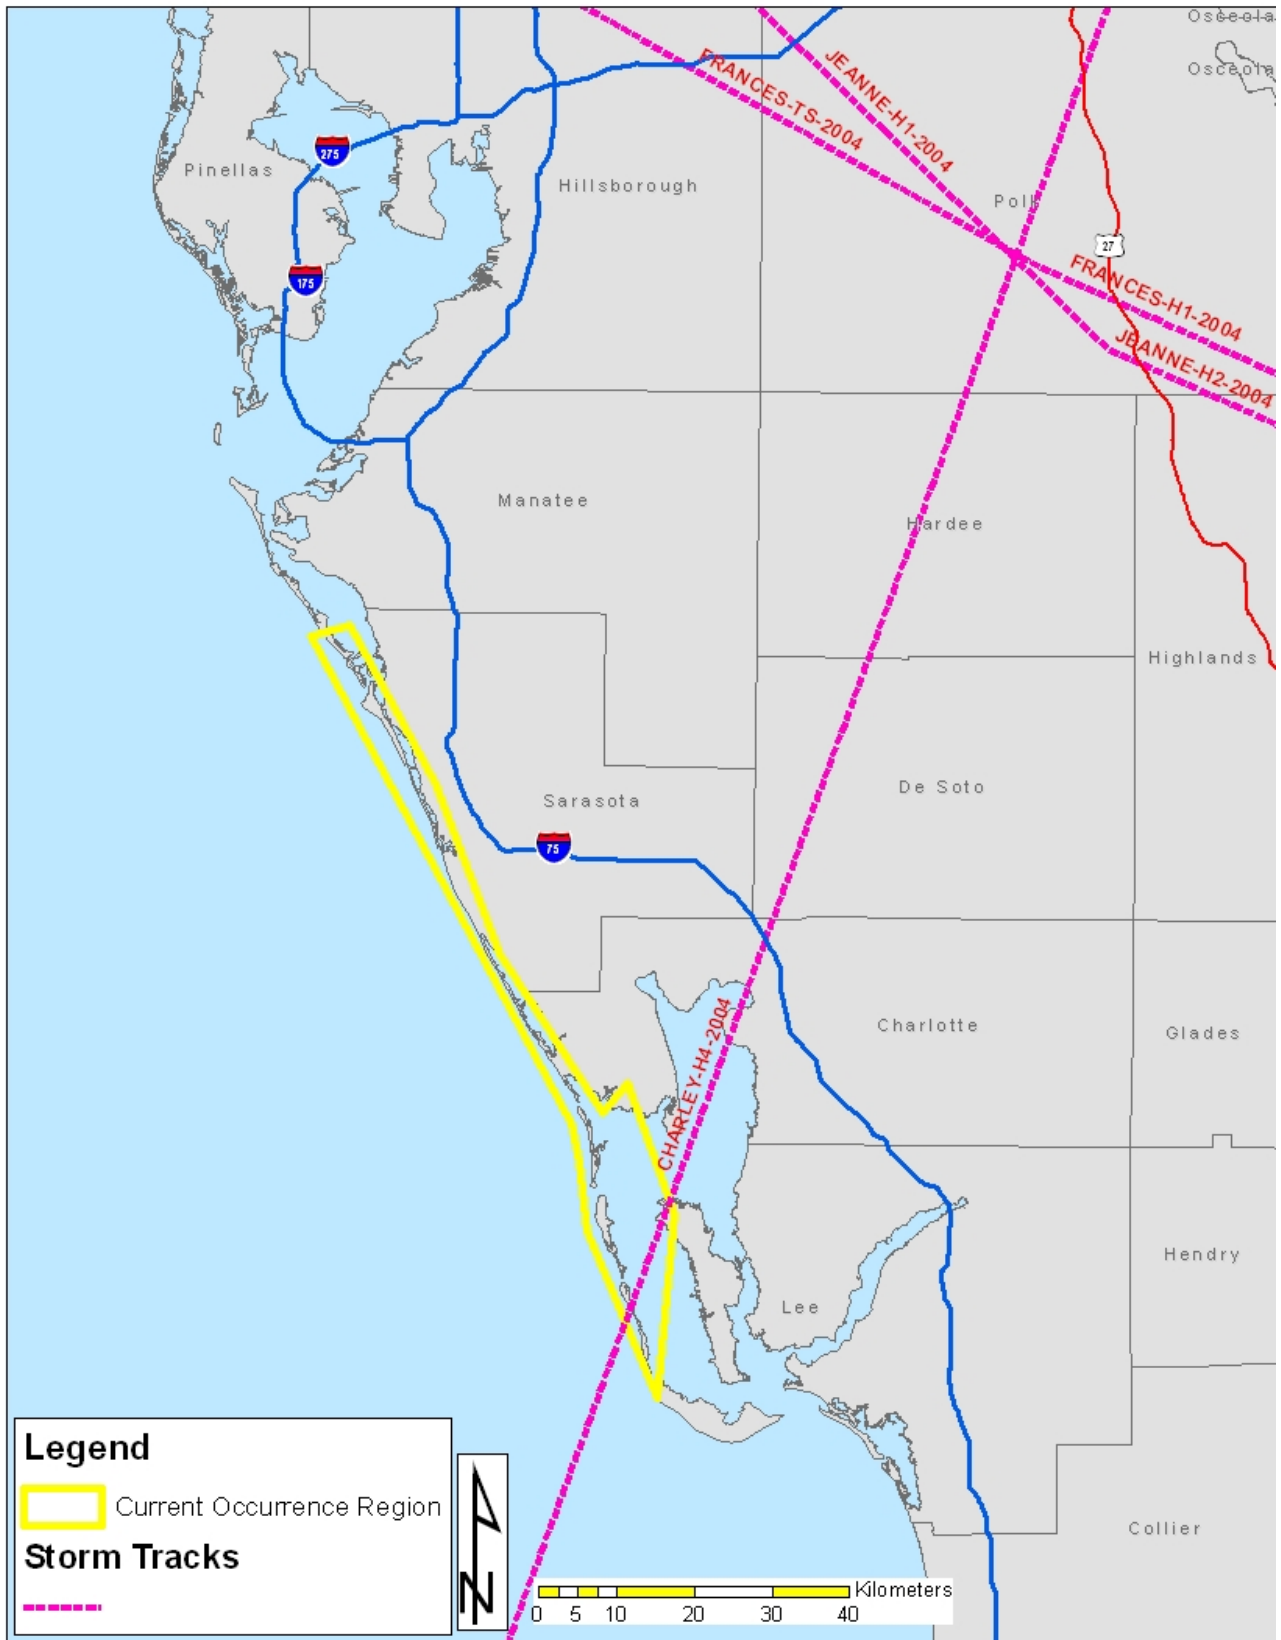 Osceola
Osceola
FRANCES-TS-2004
JEANNE-H1-2004
275
Pinellas
Hillsborough
Polk
27
175
FRANCES-H1-2004
JEANNE-H2-2004
Manatee
Hardee
Highlands
De Soto
Sarasota
75
CHARLEY-H4-2004
Charlotte
Glades
Hendry
Lee
Collier
Legend
Current Occurrence Region
Storm Tracks
N
Kilometers
0 5 10 20 30 40